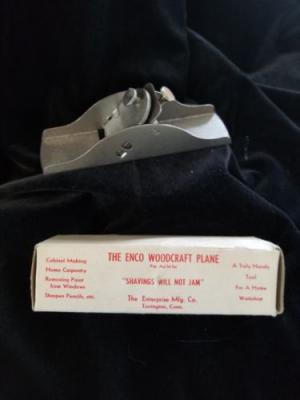 Cabinet Making
Home Carpentry
Removing Paint
from Windows
Sharpen Pencils, etc.
THE ENCO WOODCRAFT PLANE
"SHAVINGS WILL NOT JAM"
The Enterprise Mfg. Co.
Torrington, Conn.
A Truly Handy
Tool
For A Home
Workshop